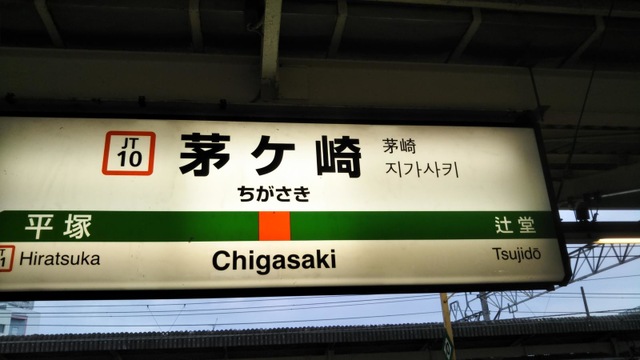 JT
10
茅ケ崎
茅崎
지가사키
ちがさき
平塚
辻堂
Hiratsuka
Chigasaki
Tsujidō